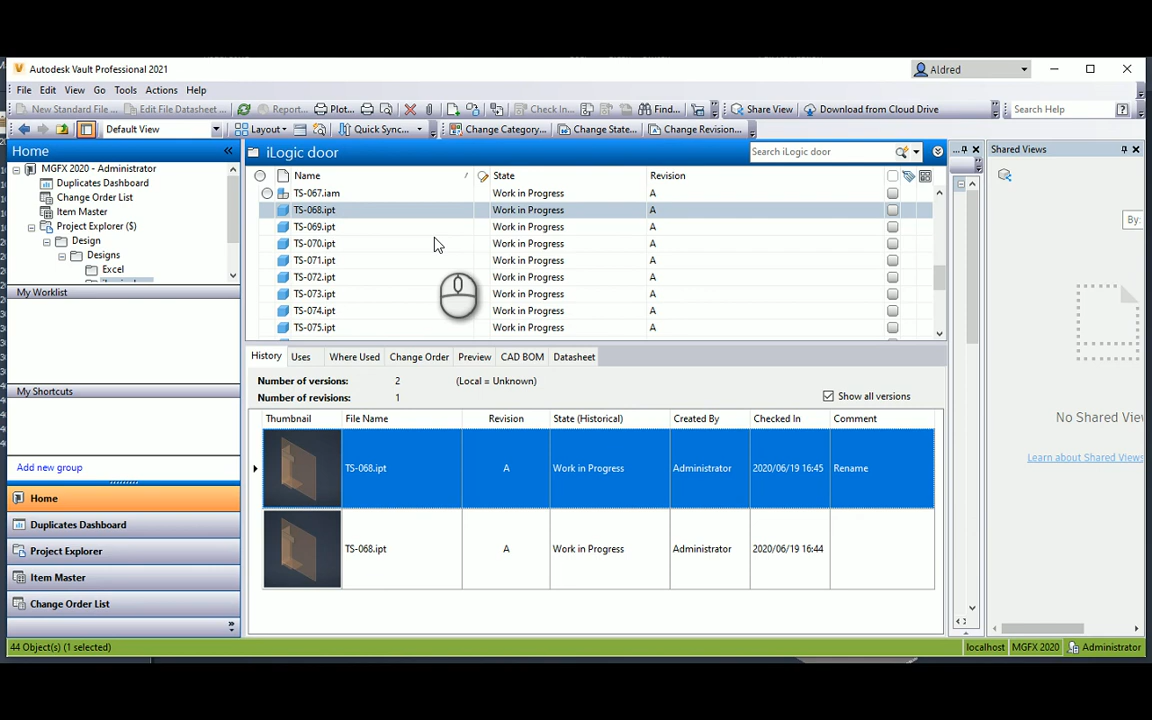 Autodesk Vault Professional 2021
Aldred
File Edit View Go Tools Actions Help
New Standard File ... Edit File Datasheet ... Report... Plot... Check In... Find... Share View Download from Cloud Drive Search Help
Default View Layout Quick Sync... Change Category... Change State... Change Revision...
Home
MGFX 2020 - Administrator
Duplicates Dashboard
Change Order List
Item Master
Project Explorer ($)
Design
Designs
Excel
My Worklist
My Shortcuts
Add new group
Home
Duplicates Dashboard
Project Explorer
Item Master
Change Order List
iLogic door
Search iLogic door
Name State Revision
TS-067.iam Work in Progress A
TS-068.ipt Work in Progress A
TS-069.ipt Work in Progress A
TS-070.ipt Work in Progress A
TS-071.ipt Work in Progress A
TS-072.ipt Work in Progress A
TS-073.ipt Work in Progress A
TS-074.ipt Work in Progress A
TS-075.ipt Work in Progress A
History Uses Where Used Change Order Preview CAD BOM Datasheet
Number of versions: 2 (Local = Unknown)
Number of revisions: 1
Show all versions
Thumbnail File Name Revision State (Historical) Created By Checked In Comment
TS-068.ipt A Work in Progress Administrator 2020/06/19 16:45 Rename
TS-068.ipt A Work in Progress Administrator 2020/06/19 16:44
...
Shared Views
By:
No Shared Vie
Learn about Shared Views
44 Object(s) (1 selected)
localhost MGFX 2020 Administrator